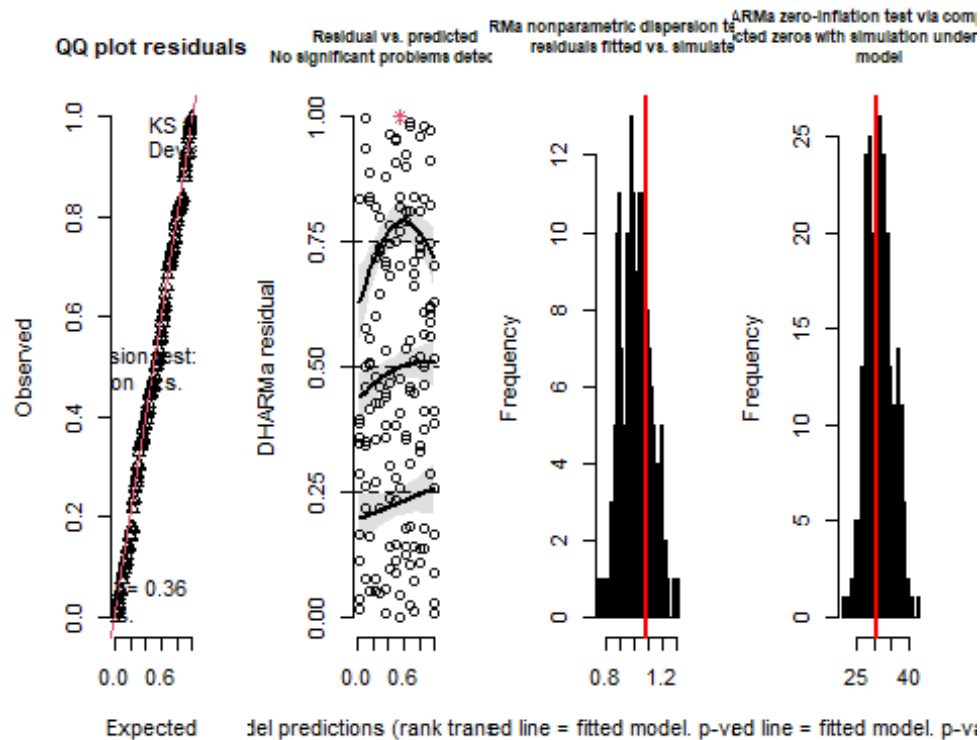 QQ plot residuals
KS
Dev
sion test:
on s.
= 0.36
s.
Observed
0.0 0.2 0.4 0.6 0.8 1.0
0.0 0.6
Expected
Residual vs. predicted
No significant problems detec
DHARMa residual
0.00 0.25 0.50 0.75 1.00
0.0 0.6
del predictions (rank trans
RMa nonparametric dispersion te
residuals fitted vs. simulate
Frequency
0 2 4 6 8 10 12
0.8 1.2
ed line = fitted model. p-va
ARMa zero-inflation test via comp
cted zeros with simulation under
model
Frequency
0 5 10 15 20 25
25 40
ed line = fitted model. p-va